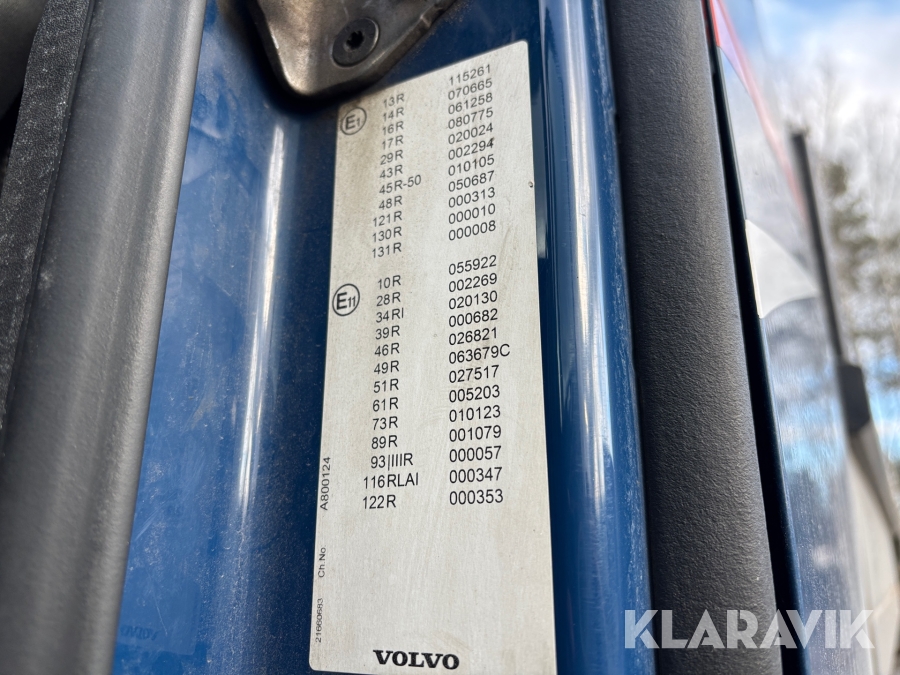 E1
13R 115261
14R 070665
16R 061258
17R 080775
29R 020024
43R 002294
45R-50 010105
48R 050687
121R 000313
130R 000010
131R 000008
E11
10R 055922
28R 002269
34RI 020130
39R 000682
46R 026821
49R 063679C
51R 027517
61R 005203
73R 010123
89R 001079
93|IIIR 000057
116RLAI 000347
122R 000353
21660683 Ch.No. A800124
VOLVO
KLARAVIK